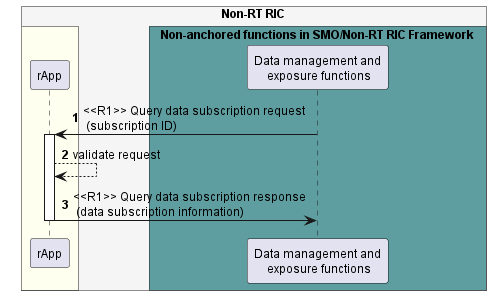 Non-RT RIC
Non-anchored functions in SMO/Non-RT RIC Framework
rApp
Data management and
exposure functions
1 <<R1>> Query data subscription request
(subscription ID)
2 validate request
3 <<R1>> Query data subscription response
(data subscription information)
rApp
Data management and
exposure functions